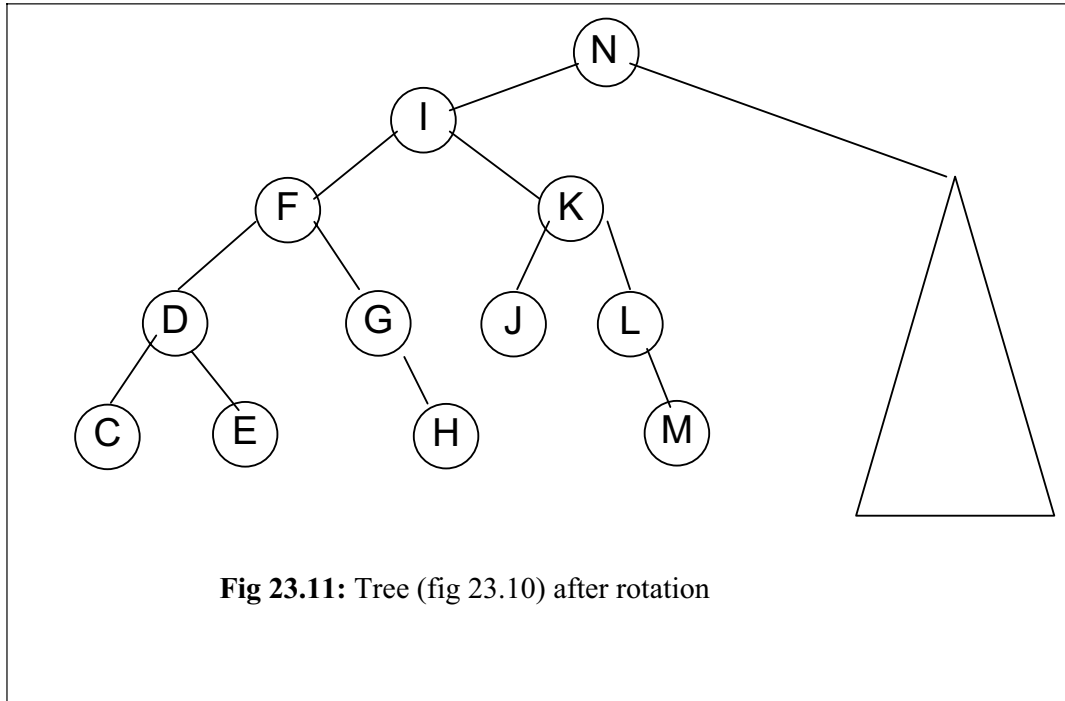 N
I
F K
D G J L
C E H M
Fig 23.11: Tree (fig 23.10) after rotation